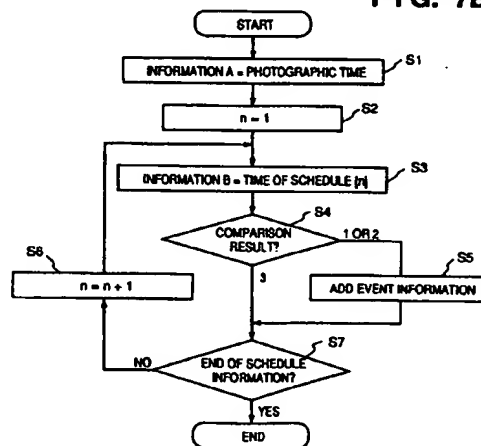 START
S1
INFORMATION A = PHOTOGRAPHIC TIME
S2
n = 1
S3
INFORMATION B = TIME OF SCHEDULE [n]
S4
COMPARISON
RESULT?
1 OR 2
S6
S5
n = n + 1
3
ADD EVENT INFORMATION
S7
NO
END OF SCHEDULE
INFORMATION?
YES
END